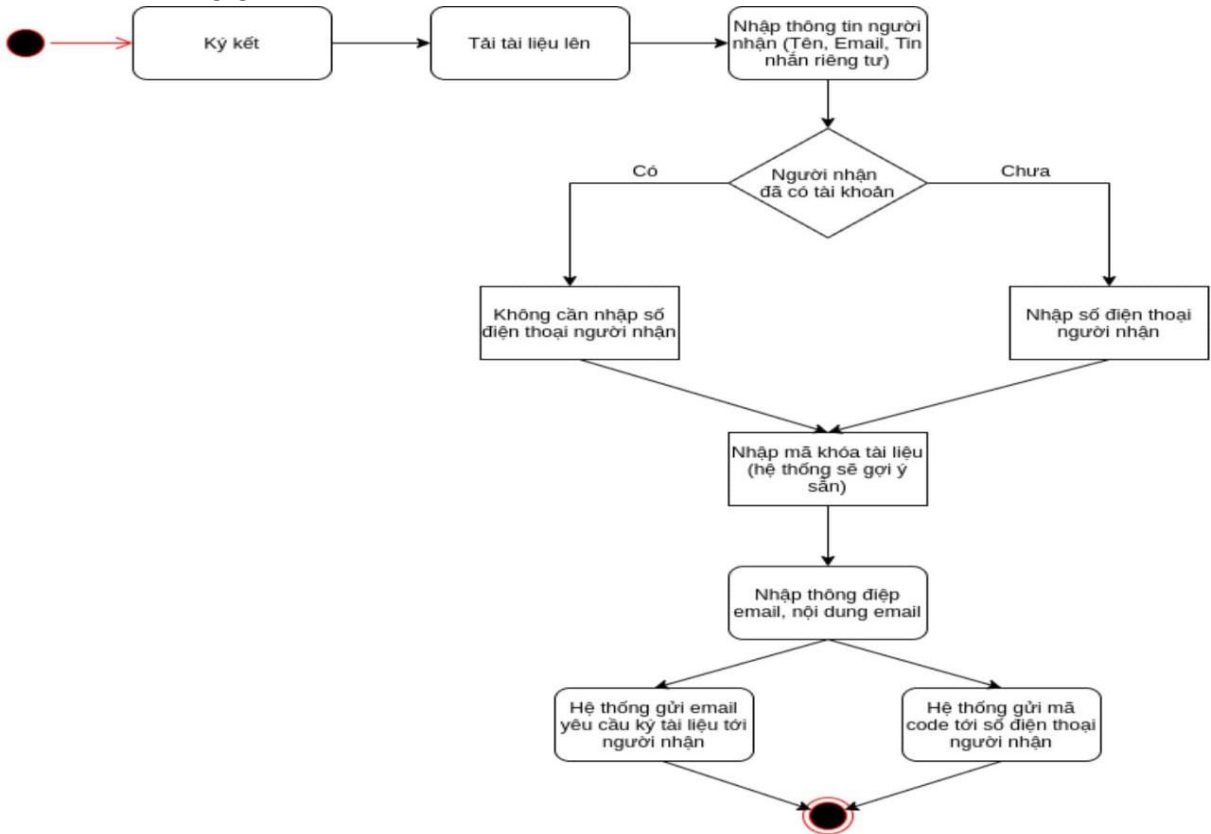 Ký kết
Tải tài liệu lên
Nhập thông tin người
nhận (Tên, Email, Tin
nhắn riêng tư)
Người nhận
đã có tài khoản
Có
Chưa
Không cần nhập số
điện thoại người nhận
Nhập số điện thoại
người nhận
Nhập mã khóa tài liệu
(hệ thống sẽ gợi ý
sẵn)
Nhập thông điệp
email, nội dung email
Hệ thống gửi email
yêu cầu ký tài liệu tới
người nhận
Hệ thống gửi mã
code tới số điện thoại
người nhận